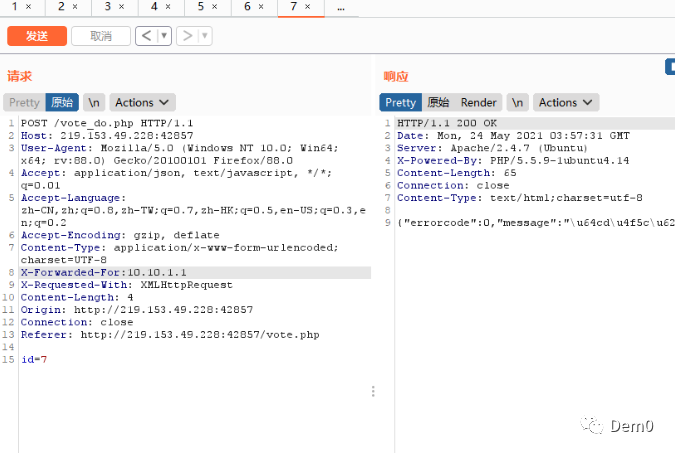 1 × 2 × 3 × 4 × 5 × 6 × 7 × ...
发送 取消 < ▼ > ▼
请求
Pretty 原始 \n Actions
1 POST /vote_do.php HTTP/1.1
2 Host: 219.153.49.228:42857
3 User-Agent: Mozilla/5.0 (Windows NT 10.0; Win64;
x64; rv:88.0) Gecko/20100101 Firefox/88.0
4 Accept: application/json, text/javascript, */*;
q=0.01
5 Accept-Language:
zh-CN,zh;q=0.8,zh-TW;q=0.7,zh-HK;q=0.5,en-US;q=0.3,e
n;q=0.2
6 Accept-Encoding: gzip, deflate
7 Content-Type: application/x-www-form-urlencoded;
charset=UTF-8
8 X-Forwarded-For:10.10.1.1
9 X-Requested-With: XMLHttpRequest
10 Content-Length: 4
11 Origin: http://219.153.49.228:42857
12 Connection: close
13 Referer: http://219.153.49.228:42857/vote.php
14
15 id=7
响应
Pretty 原始 Render \n Actions
1 HTTP/1.1 200 OK
2 Date: Mon, 24 May 2021 03:57:31 GMT
3 Server: Apache/2.4.7 (Ubuntu)
4 X-Powered-By: PHP/5.5.9-1ubuntu4.14
5 Content-Length: 65
6 Connection: close
7 Content-Type: text/html;charset=utf-8
8
9 {"errorcode":0,"message":"\u64cd\u4f5c\u62
Dem0